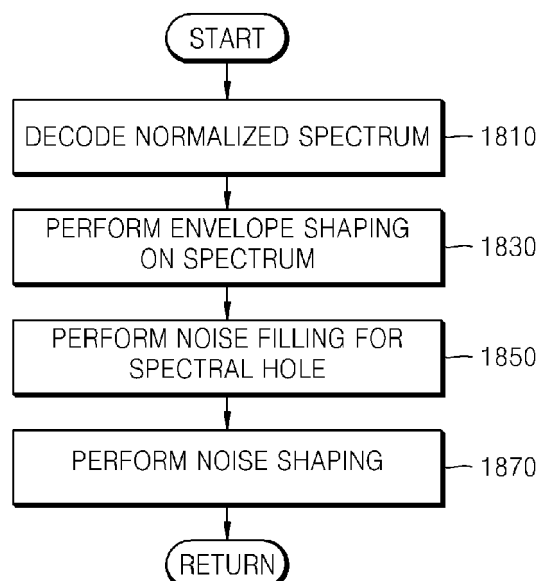 START
DECODE NORMALIZED SPECTRUM
1810
PERFORM ENVELOPE SHAPING
ON SPECTRUM
1830
PERFORM NOISE FILLING FOR
SPECTRAL HOLE
1850
PERFORM NOISE SHAPING
1870
RETURN